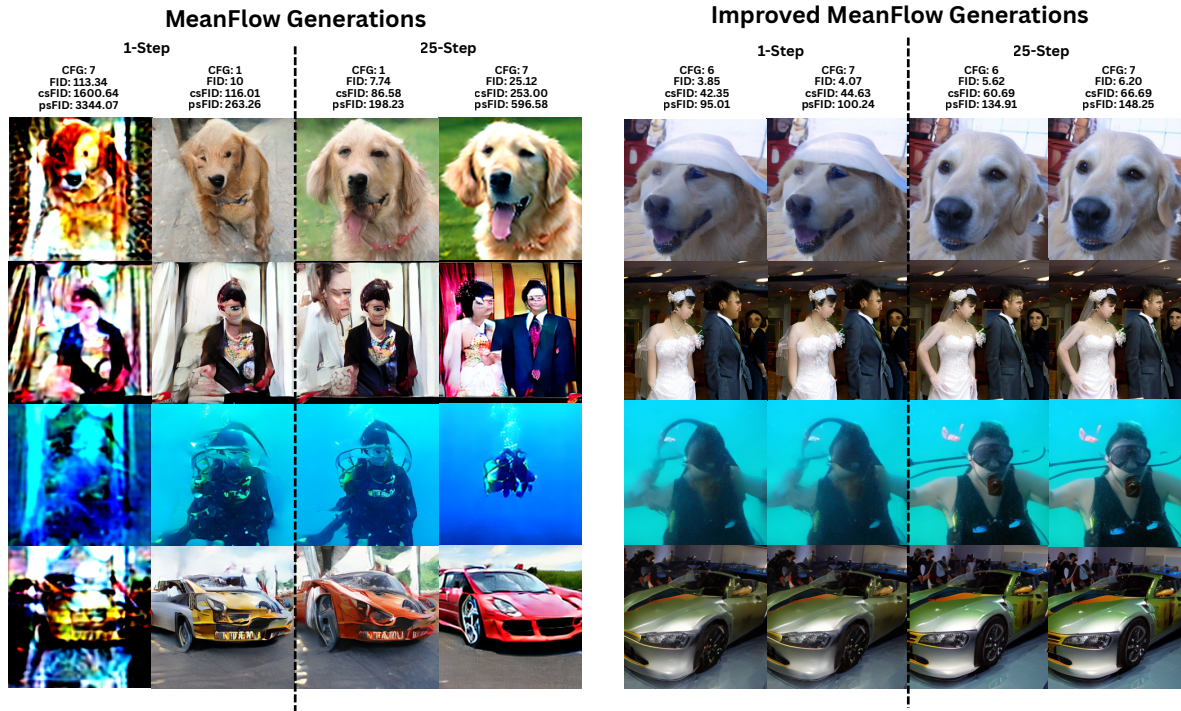 MeanFlow Generations
1-Step
25-Step
CFG: 7
FID: 113.34
csFID: 1600.64
psFID: 3344.07
CFG: 1
FID: 10
csFID: 116.01
psFID: 263.26
CFG: 1
FID: 7.74
csFID: 86.58
psFID: 198.23
CFG: 7
FID: 25.12
csFID: 253.00
psFID: 596.58
Improved MeanFlow Generations
1-Step
25-Step
CFG: 6
FID: 3.85
csFID: 42.35
psFID: 95.01
CFG: 7
FID: 4.07
csFID: 44.63
psFID: 100.24
CFG: 6
FID: 5.62
csFID: 60.69
psFID: 134.91
CFG: 7
FID: 6.20
csFID: 66.69
psFID: 148.25